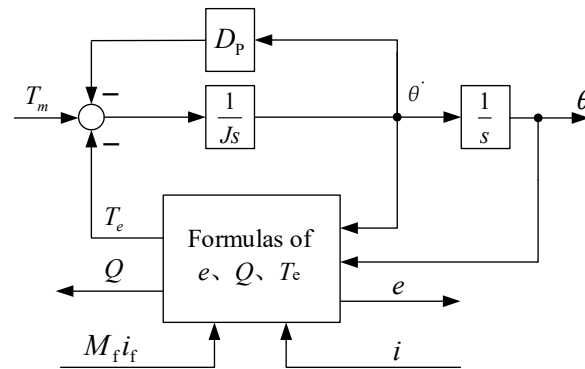 D_P
−
T_m
1/Js
−
θ̇
1/s
θ
T_e
Formulas of
e、Q、T_e
Q
e
M_f i_f
i